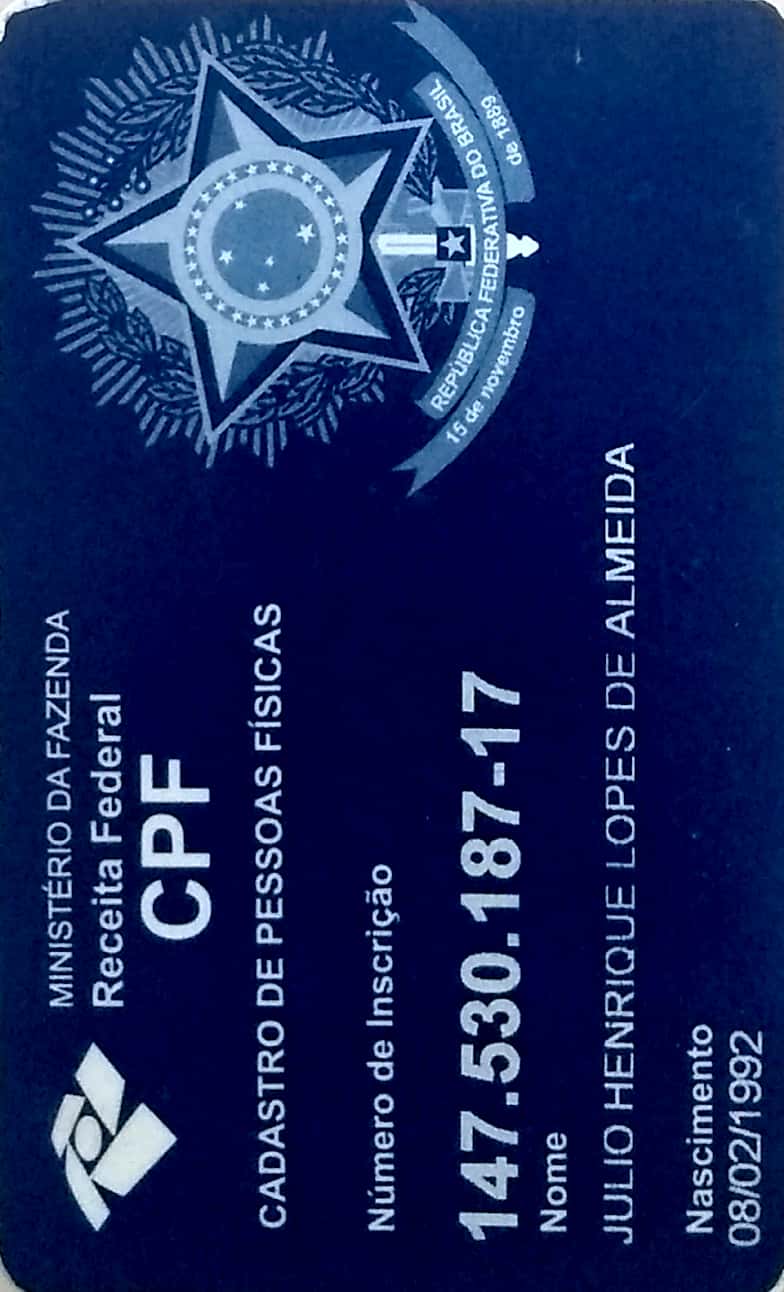 MINISTÉRIO DA FAZENDA
Receita Federal
CPF
CADASTRO DE PESSOAS FÍSICAS
Número de Inscrição
147.530.187-17
Nome
JULIO HENRIQUE LOPES DE ALMEIDA
Nascimento
08/02/1992
REPÚBLICA FEDERATIVA DO BRASIL
15 de novembro de 1889